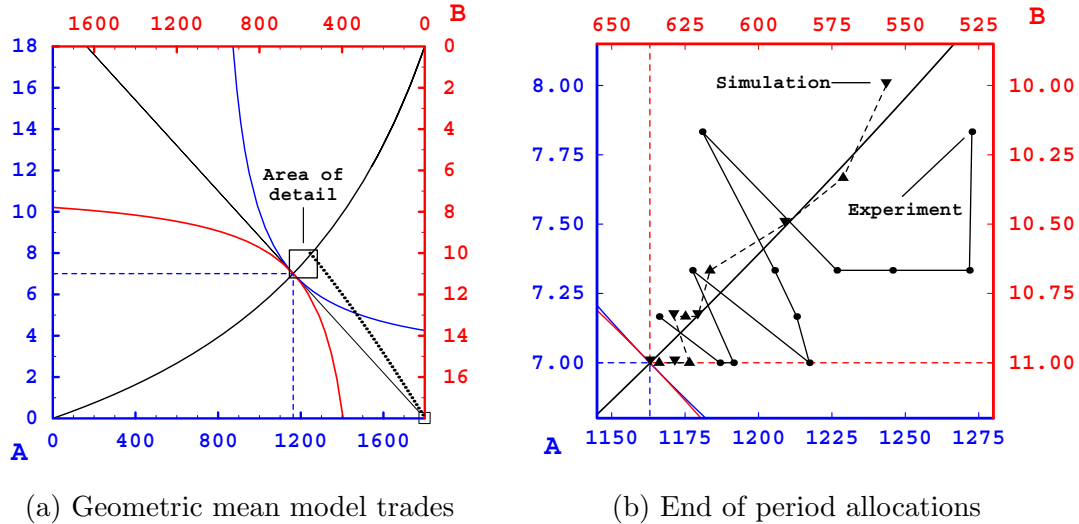 B
1600 1200 800 400 0
18 16 14 12 10 8 6 4 2 0
0 2 4 6 8 10 12 14 16
Area of
detail
A
0 400 800 1200 1600
(a) Geometric mean model trades
B
645 625 600 575 550 525
8.00 7.75 7.50 7.25 7.00
10.00 10.25 10.50 10.75 11.00
Simulation
Experiment
A
1150 1175 1200 1225 1250 1275
(b) End of period allocations